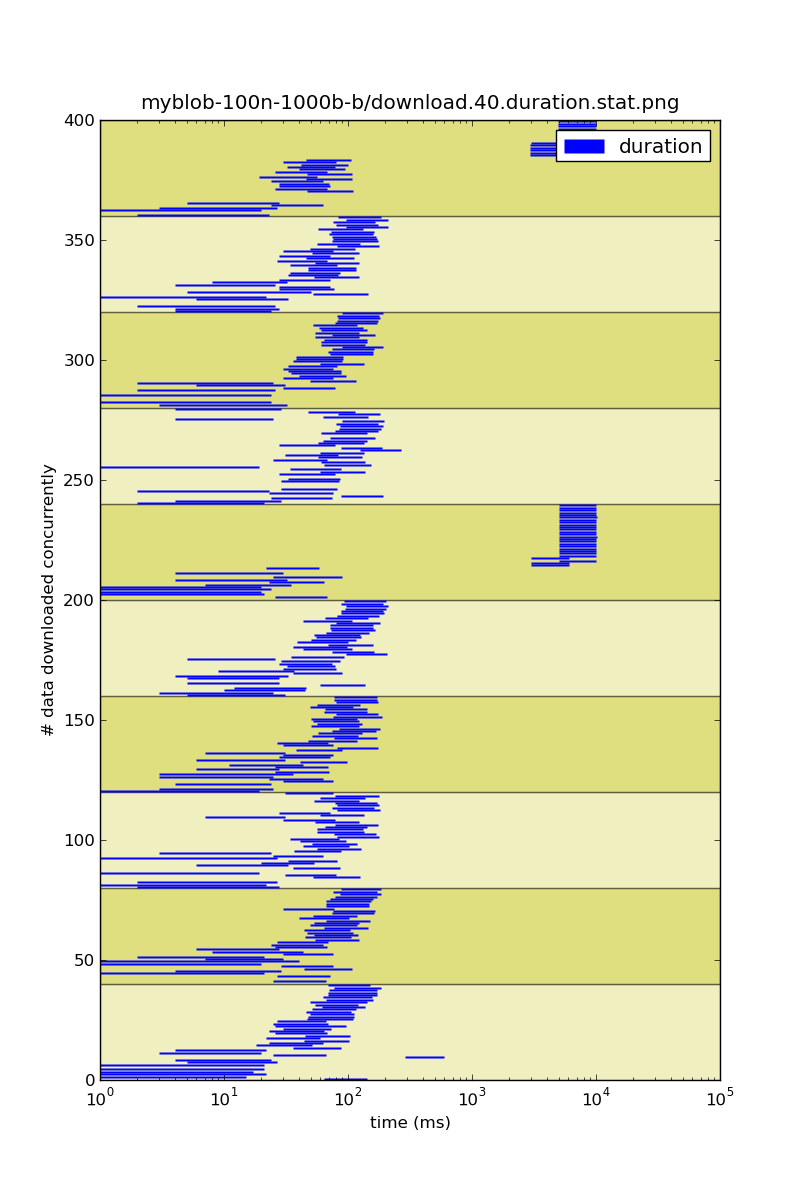 myblob-100n-1000b-b/download.40.duration.stat.png
duration
400
350
300
250
200
150
100
50
0
# data downloaded concurrently
10^0 10^1 10^2 10^3 10^4 10^5
time (ms)